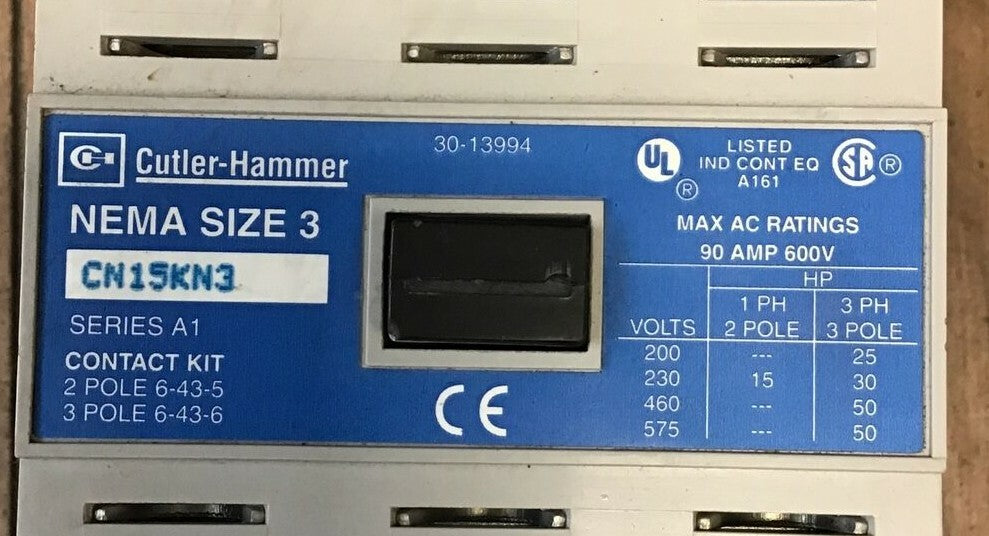 Cutler-Hammer
NEMA SIZE 3
CN15KN3
SERIES A1
CONTACT KIT
2 POLE 6-43-5
3 POLE 6-43-6
30-13994
CE
UL ®
LISTED
IND CONT EQ
A161
SA ®
MAX AC RATINGS
90 AMP 600V
HP
1 PH 3 PH
VOLTS 2 POLE 3 POLE
200 --- 25
230 15 30
460 --- 50
575 --- 50